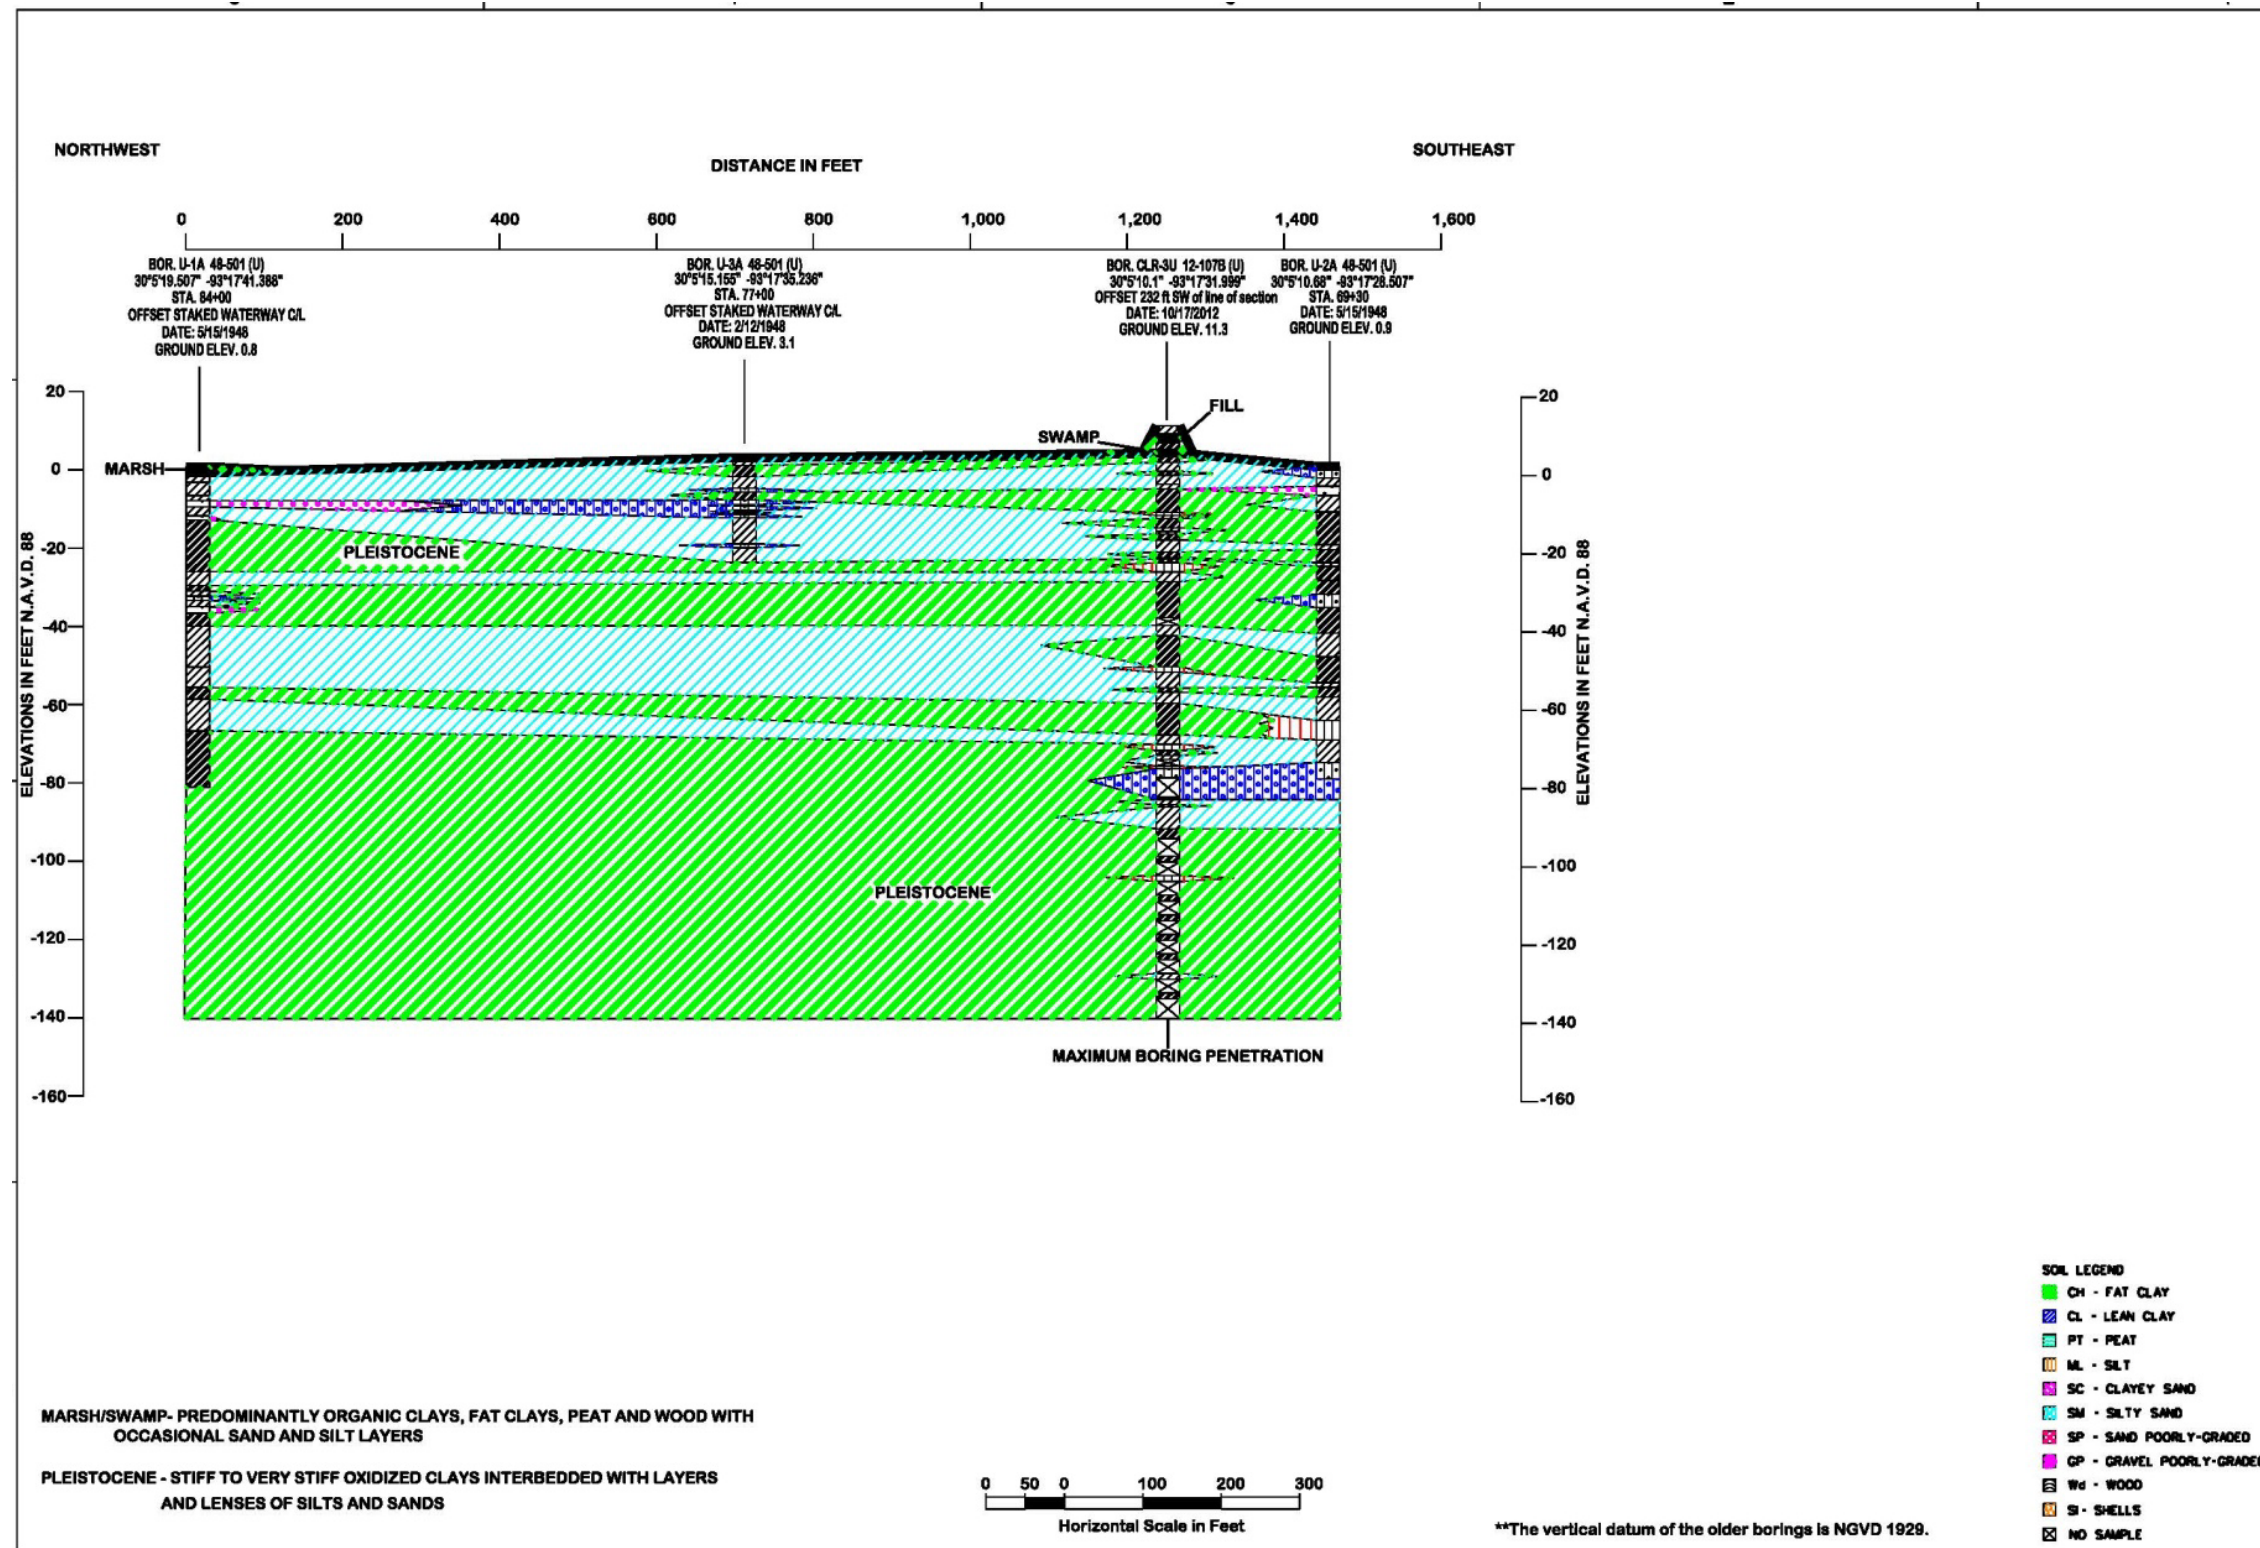 NORTHWEST
SOUTHEAST
DISTANCE IN FEET
0 200 400 600 800 1,000 1,200 1,400 1,600
BOR. U-1A 48-501 (U)
30°5'19.507" -93°17'41.388"
STA. 84+00
OFFSET STAKED WATERWAY C/L
DATE: 5/15/1948
GROUND ELEV. 0.8
BOR. U-3A 48-501 (U)
30°5'15.155" -93°17'35.236"
STA. 77+00
OFFSET STAKED WATERWAY C/L
DATE: 2/12/1948
GROUND ELEV. 3.1
BOR. CLR-3U 12-107B (U)
30°5'10.1" -93°17'31.999"
OFFSET 232 ft SW of line of section
DATE: 10/17/2012
GROUND ELEV. 11.3
BOR. U-2A 48-501 (U)
30°5'10.68" -93°17'28.507"
STA. 69+30
DATE: 5/15/1948
GROUND ELEV. 0.9
ELEVATIONS IN FEET N.A.V.D. 88
20
0
-20
-40
-60
-80
-100
-120
-140
-160
MARSH
SWAMP
FILL
PLEISTOCENE
PLEISTOCENE
MAXIMUM BORING PENETRATION
20
0
-20
-40
-60
-80
-100
-120
-140
-160
ELEVATIONS IN FEET N.A.V.D. 88
SOIL LEGEND
CH - FAT CLAY
CL - LEAN CLAY
PT - PEAT
ML - SILT
SC - CLAYEY SAND
SM - SILTY SAND
SP - SAND POORLY-GRADED
GP - GRAVEL POORLY-GRADED
Wd - WOOD
SI - SHELLS
NO SAMPLE
MARSH/SWAMP- PREDOMINANTLY ORGANIC CLAYS, FAT CLAYS, PEAT AND WOOD WITH
OCCASIONAL SAND AND SILT LAYERS
PLEISTOCENE - STIFF TO VERY STIFF OXIDIZED CLAYS INTERBEDDED WITH LAYERS
AND LENSES OF SILTS AND SANDS
0 50 0 100 200 300
Horizontal Scale in Feet
**The vertical datum of the older borings is NGVD 1929.